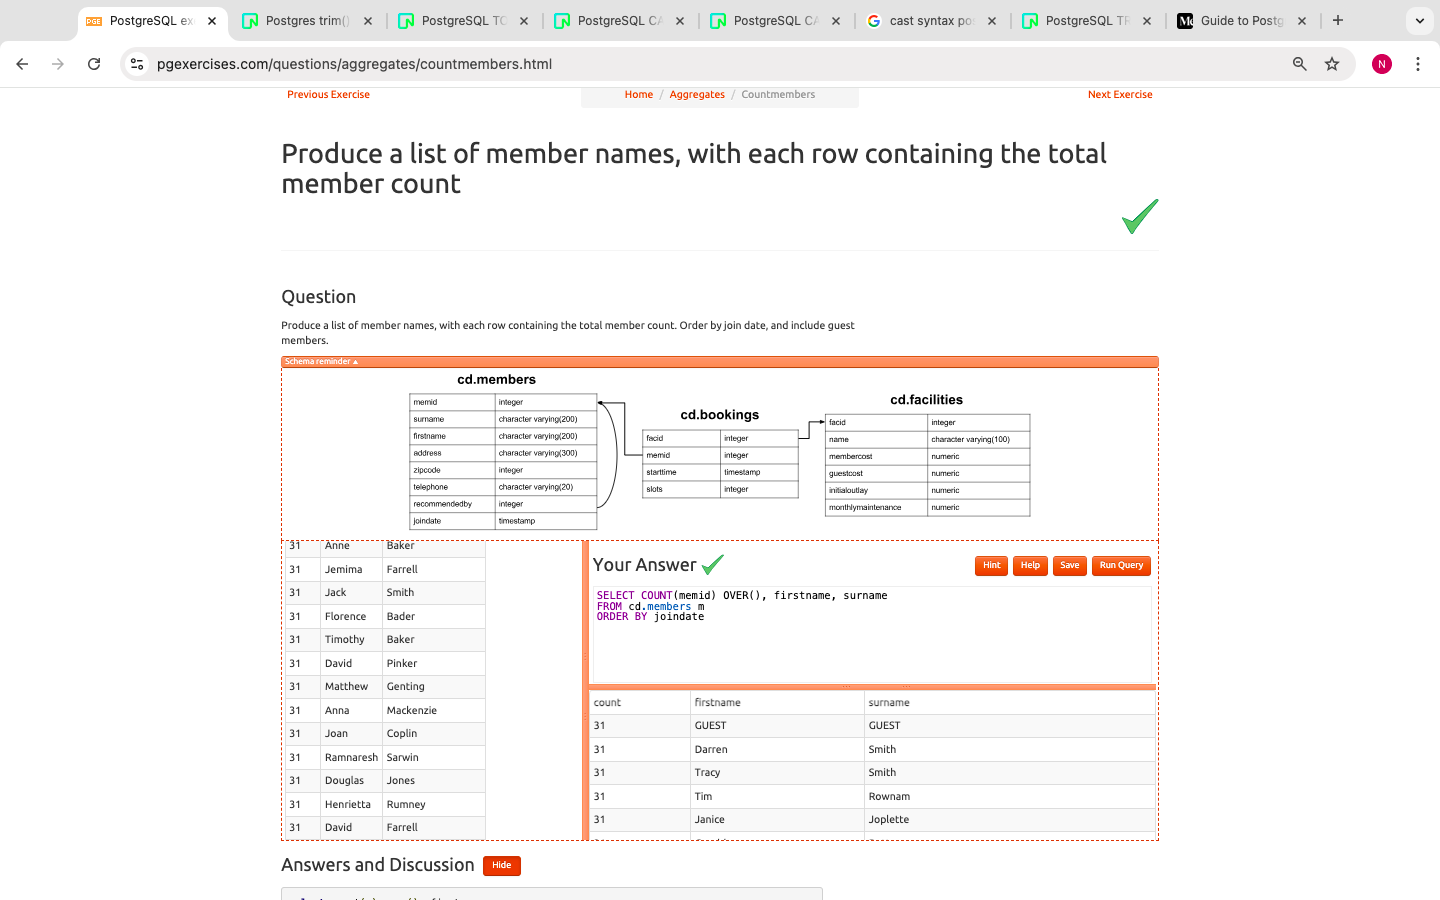 PostgreSQL ex
Postgres trim()
PostgreSQL TO
PostgreSQL CA
PostgreSQL CA
cast syntax po
PostgreSQL TR
Guide to Postg
pgexercises.com/questions/aggregates/countmembers.html
N
Previous Exercise
Home / Aggregates / Countmembers
Next Exercise
Produce a list of member names, with each row containing the total
member count
Question
Produce a list of member names, with each row containing the total member count. Order by join date, and include guest
members.
Schema reminder
cd.members
memid integer
surname character varying(200)
firstname character varying(200)
address character varying(300)
zipcode integer
telephone character varying(20)
recommendedby integer
joindate timestamp
cd.bookings
facid integer
memid integer
starttime timestamp
slots integer
cd.facilities
facid integer
name character varying(100)
membercost numeric
guestcost numeric
initialoutlay numeric
monthlymaintenance numeric
31 Anne Baker
31 Jemima Farrell
31 Jack Smith
31 Florence Bader
31 Timothy Baker
31 David Pinker
31 Matthew Genting
31 Anna Mackenzie
31 Joan Coplin
31 Ramnaresh Sarwin
31 Douglas Jones
31 Henrietta Rumney
31 David Farrell
Your Answer
Hint
Help
Save
Run Query
SELECT COUNT(memid) OVER(), firstname, surname
FROM cd.members m
ORDER BY joindate
count firstname surname
31 GUEST GUEST
31 Darren Smith
31 Tracy Smith
31 Tim Rownam
31 Janice Joplette
Answers and Discussion
Hide